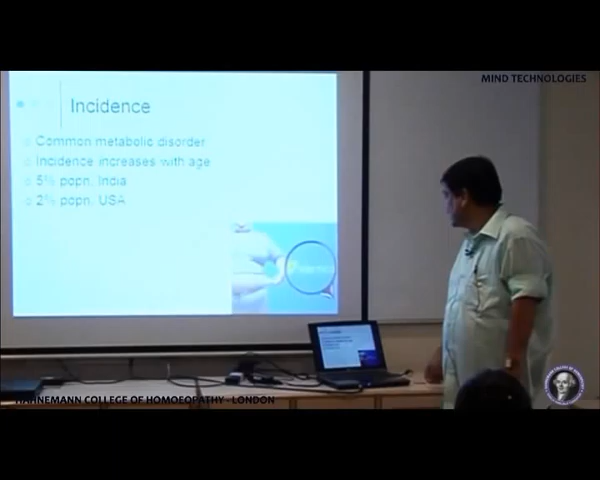 MIND TECHNOLOGIES
Incidence
Common metabolic disorder
Incidence increases with age
5% popn. India
2% popn. USA
HAHNEMANN COLLEGE OF HOMOEOPATHY - LONDON